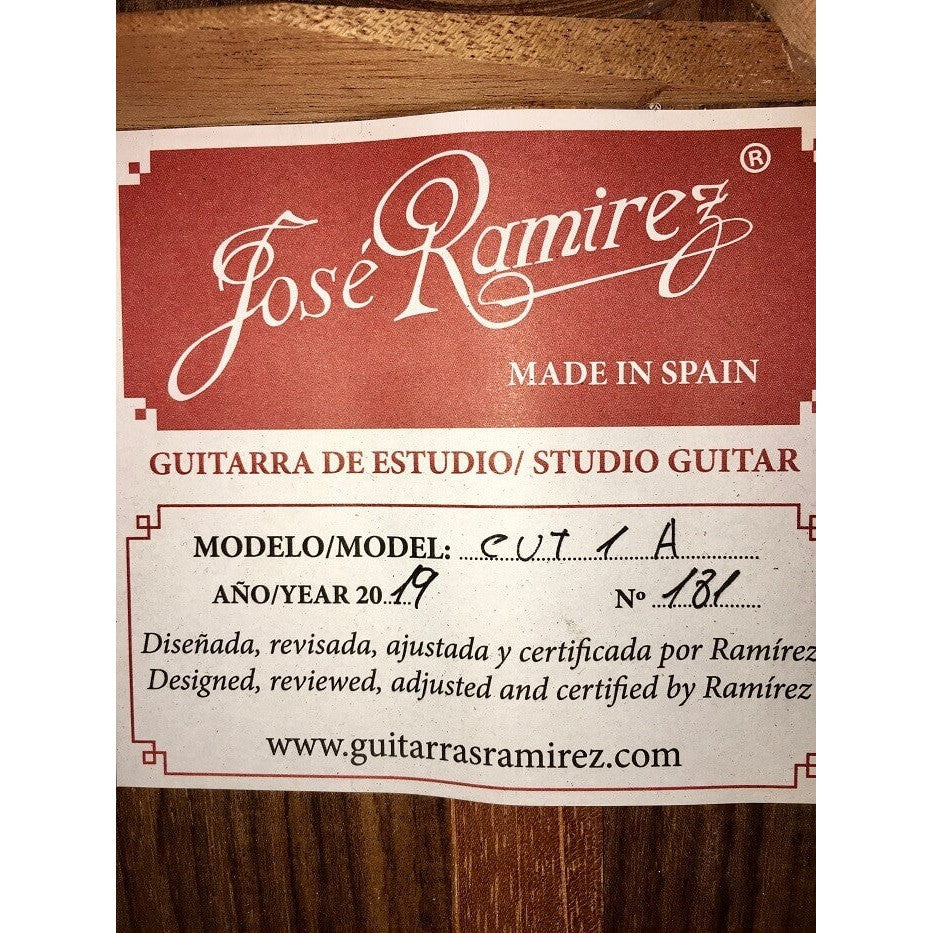 José Ramirez ®
MADE IN SPAIN
GUITARRA DE ESTUDIO/ STUDIO GUITAR
MODELO/MODEL: CUT 1 A
AÑO/YEAR 2019 Nº 131
Diseñada, revisada, ajustada y certificada por Ramírez
Designed, reviewed, adjusted and certified by Ramírez
www.guitarrasramirez.com